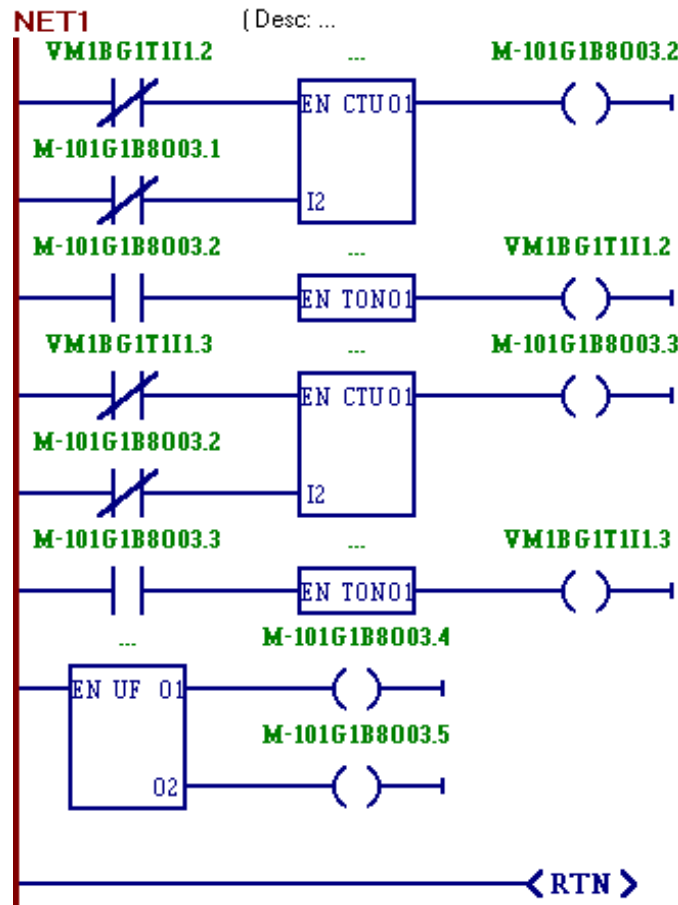 NET1 ( Desc: ...
VM1BG1T1I1.2 ... M-101G1B8O03.2
EN CTU O1
M-101G1B8O03.1
I2
M-101G1B8O03.2 ... VM1BG1T1I1.2
EN TON O1
VM1BG1T1I1.3 ... M-101G1B8O03.3
EN CTU O1
M-101G1B8O03.2
I2
M-101G1B8O03.3 ... VM1BG1T1I1.3
EN TON O1
... M-101G1B8O03.4
EN UF O1
M-101G1B8O03.5
O2
RTN